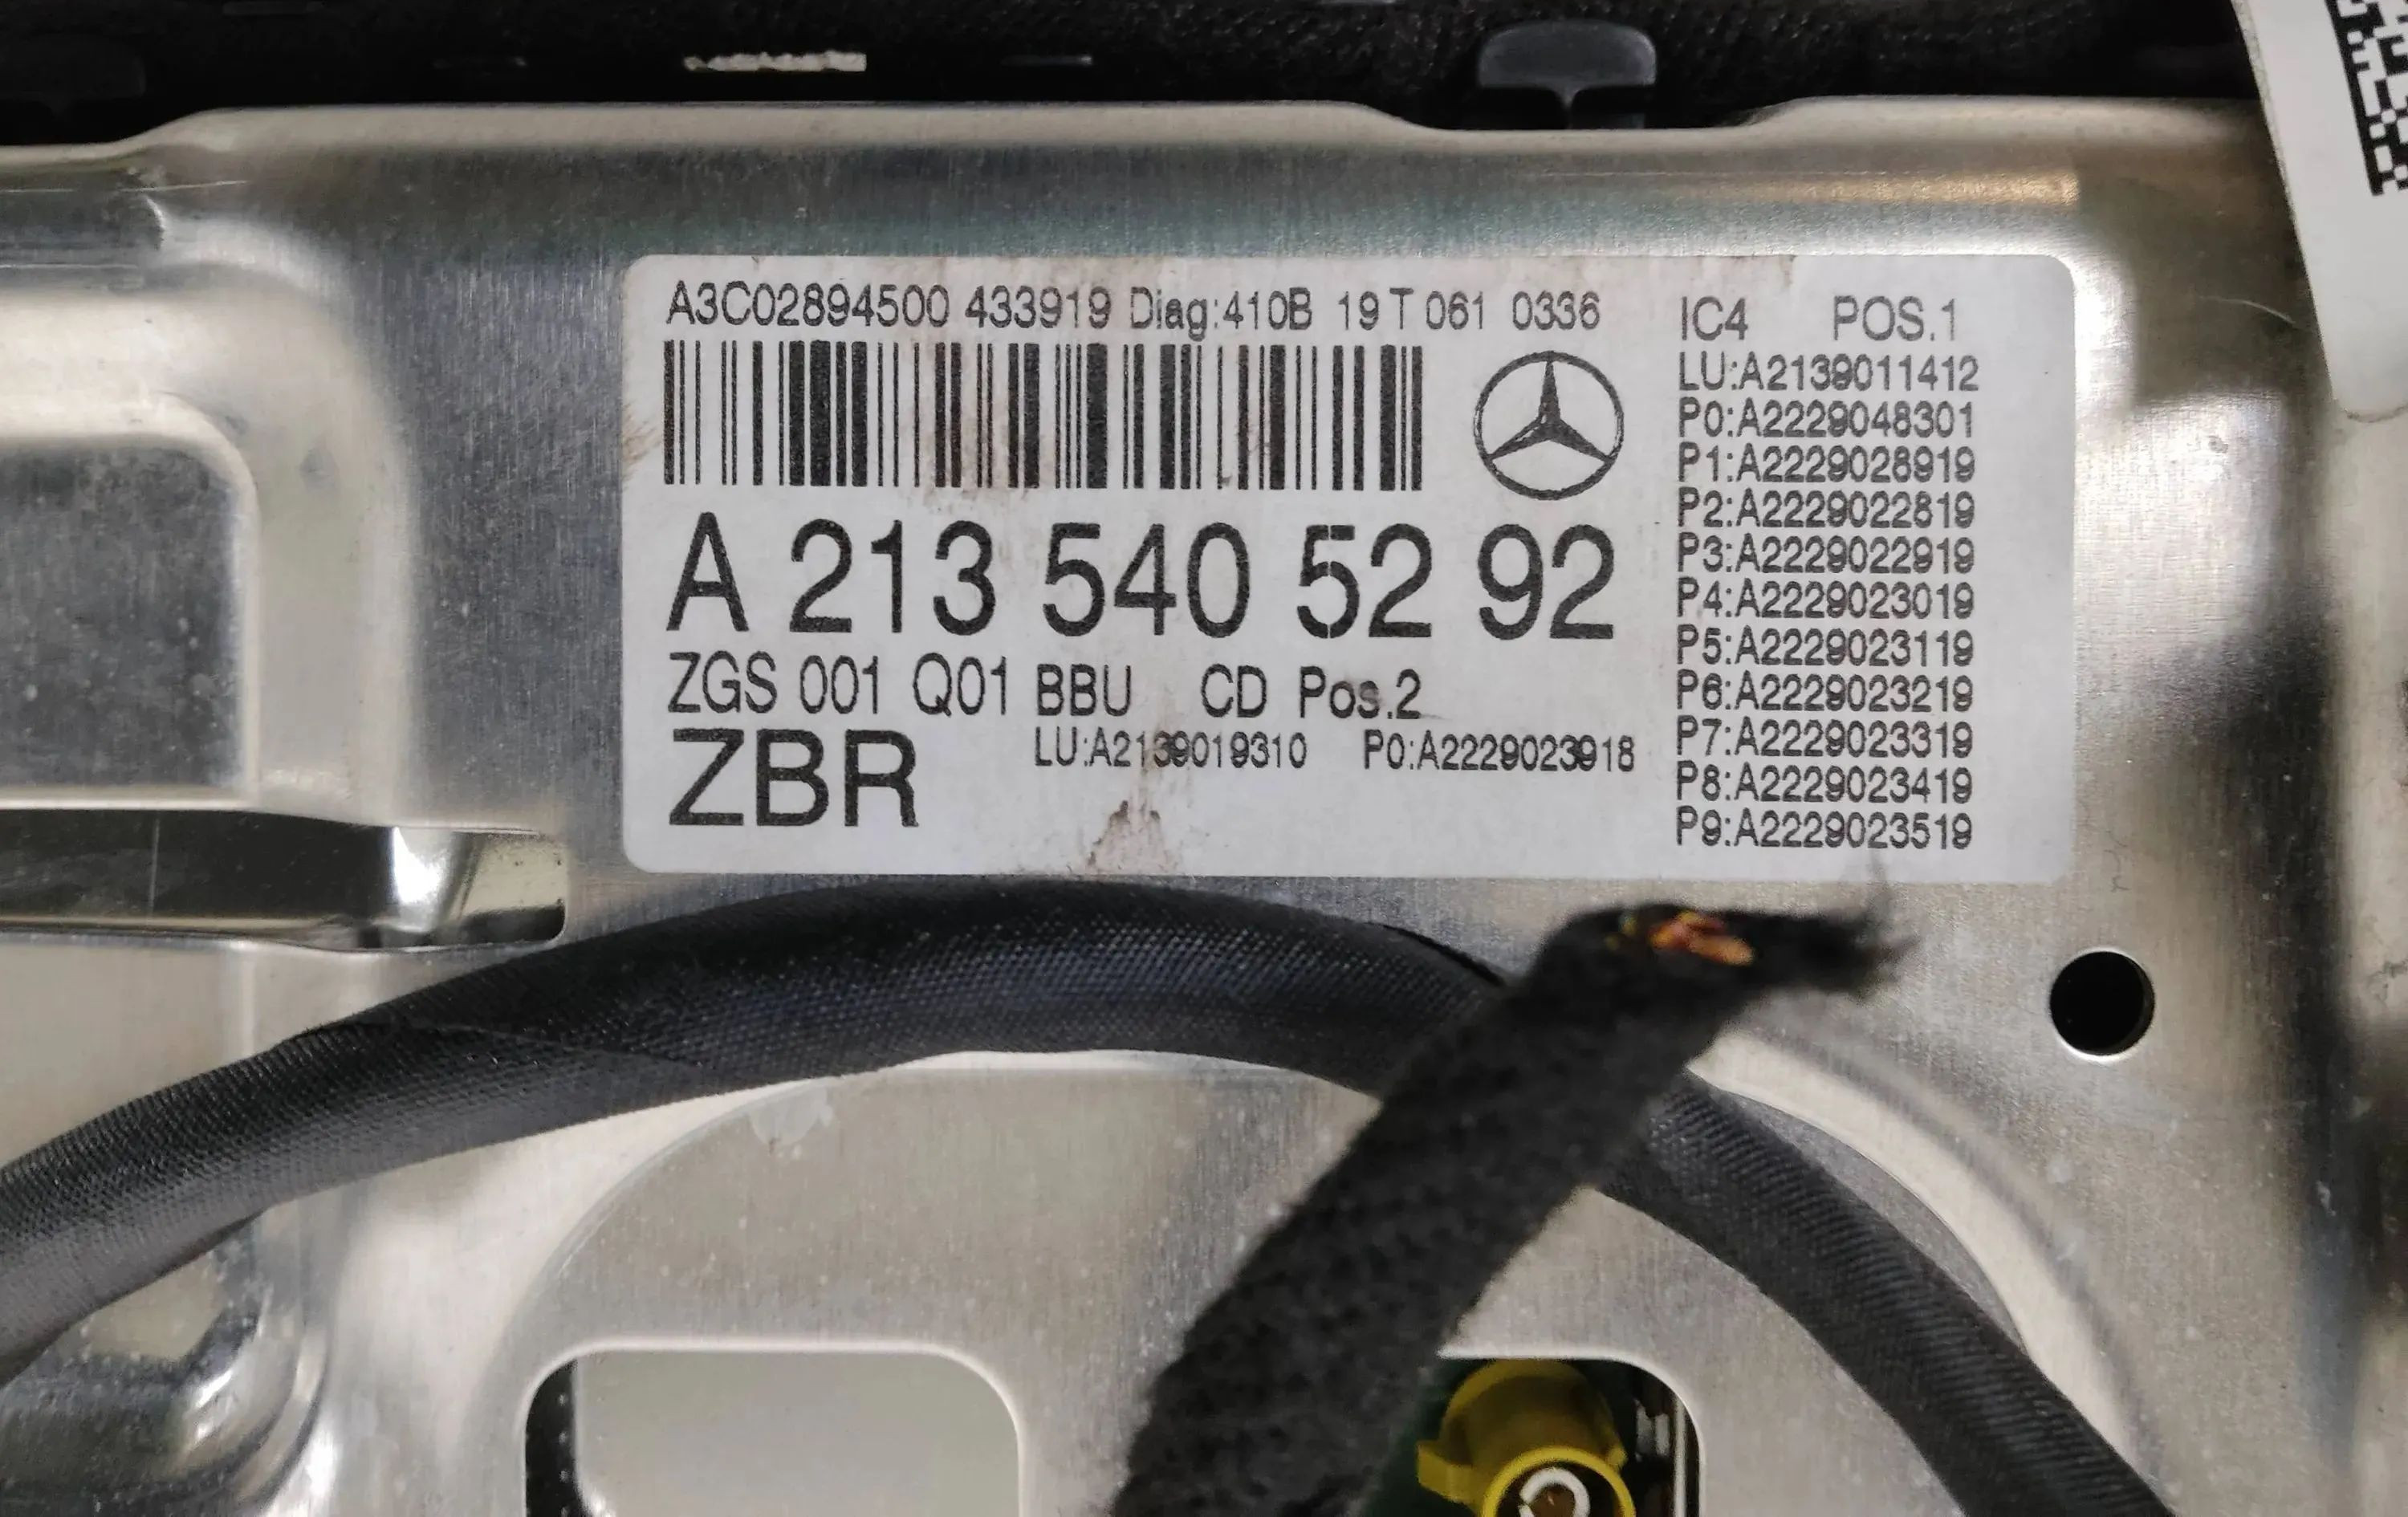 A3C02894500 433919 Diag:410B 19 T 061 0336
A 213 540 52 92
ZGS 001 Q01 BBU CD Pos.2
ZBR LU:A2139019310 P0:A2229023918
IC4 POS.1
LU:A2139011412
P0:A2229048301
P1:A2229028919
P2:A2229022819
P3:A2229022919
P4:A2229023019
P5:A2229023119
P6:A2229023219
P7:A2229023319
P8:A2229023419
P9:A2229023519